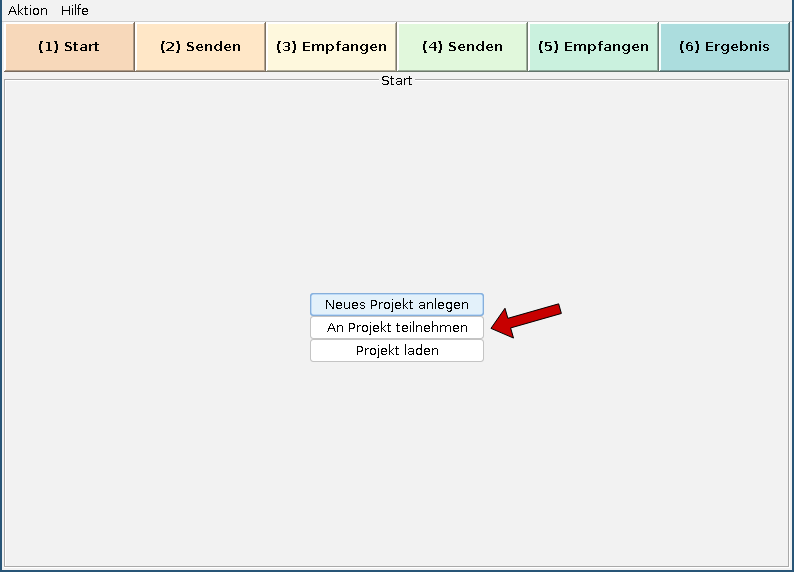 Aktion Hilfe
(1) Start (2) Senden (3) Empfangen (4) Senden (5) Empfangen (6) Ergebnis
Start
Neues Projekt anlegen
An Projekt teilnehmen
Projekt laden